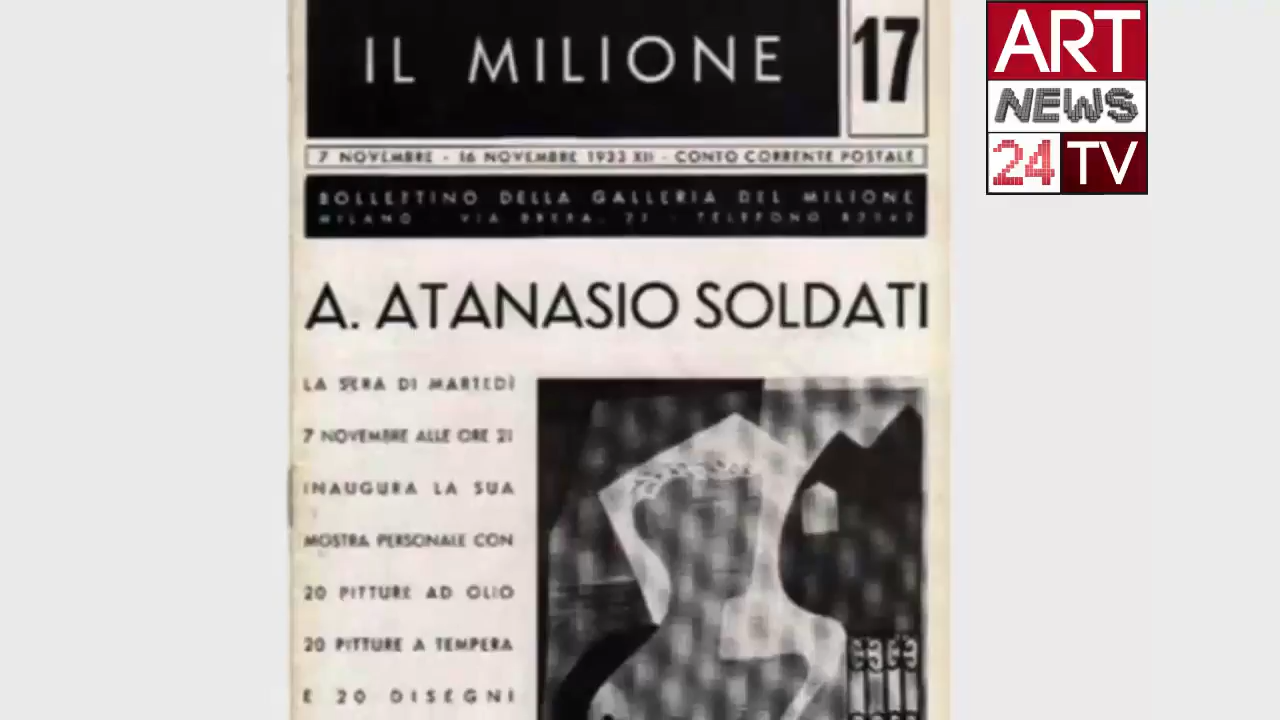 IL MILIONE
17
7 NOVEMBRE - 16 NOVEMBRE 1933 XII - CONTO CORRENTE POSTALE
BOLLETTINO DELLA GALLERIA DEL MILIONE
MILANO VIA BRERA, 21 - TELEFONO
A. ATANASIO SOLDATI
LA SERA DI MARTEDÌ
7 NOVEMBRE ALLE ORE 21
INAUGURA LA SUA
MOSTRA PERSONALE CON
20 PITTURE AD OLIO
20 PITTURE A TEMPERA
E 20 DISEGNI
ART
NEWS
24 TV